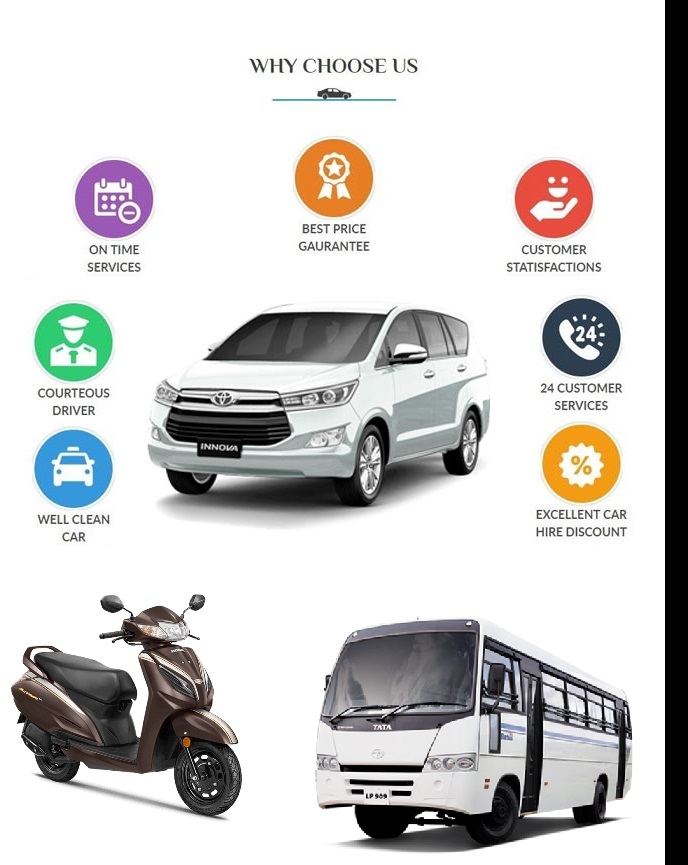 WHY CHOOSE US
BEST PRICE
GAURANTEE
ON TIME
SERVICES
CUSTOMER
STATISFACTIONS
24
COURTEOUS
DRIVER
24 CUSTOMER
SERVICES
INNOVA
%
WELL CLEAN
CAR
EXCELLENT CAR
HIRE DISCOUNT
TATA
LP 909